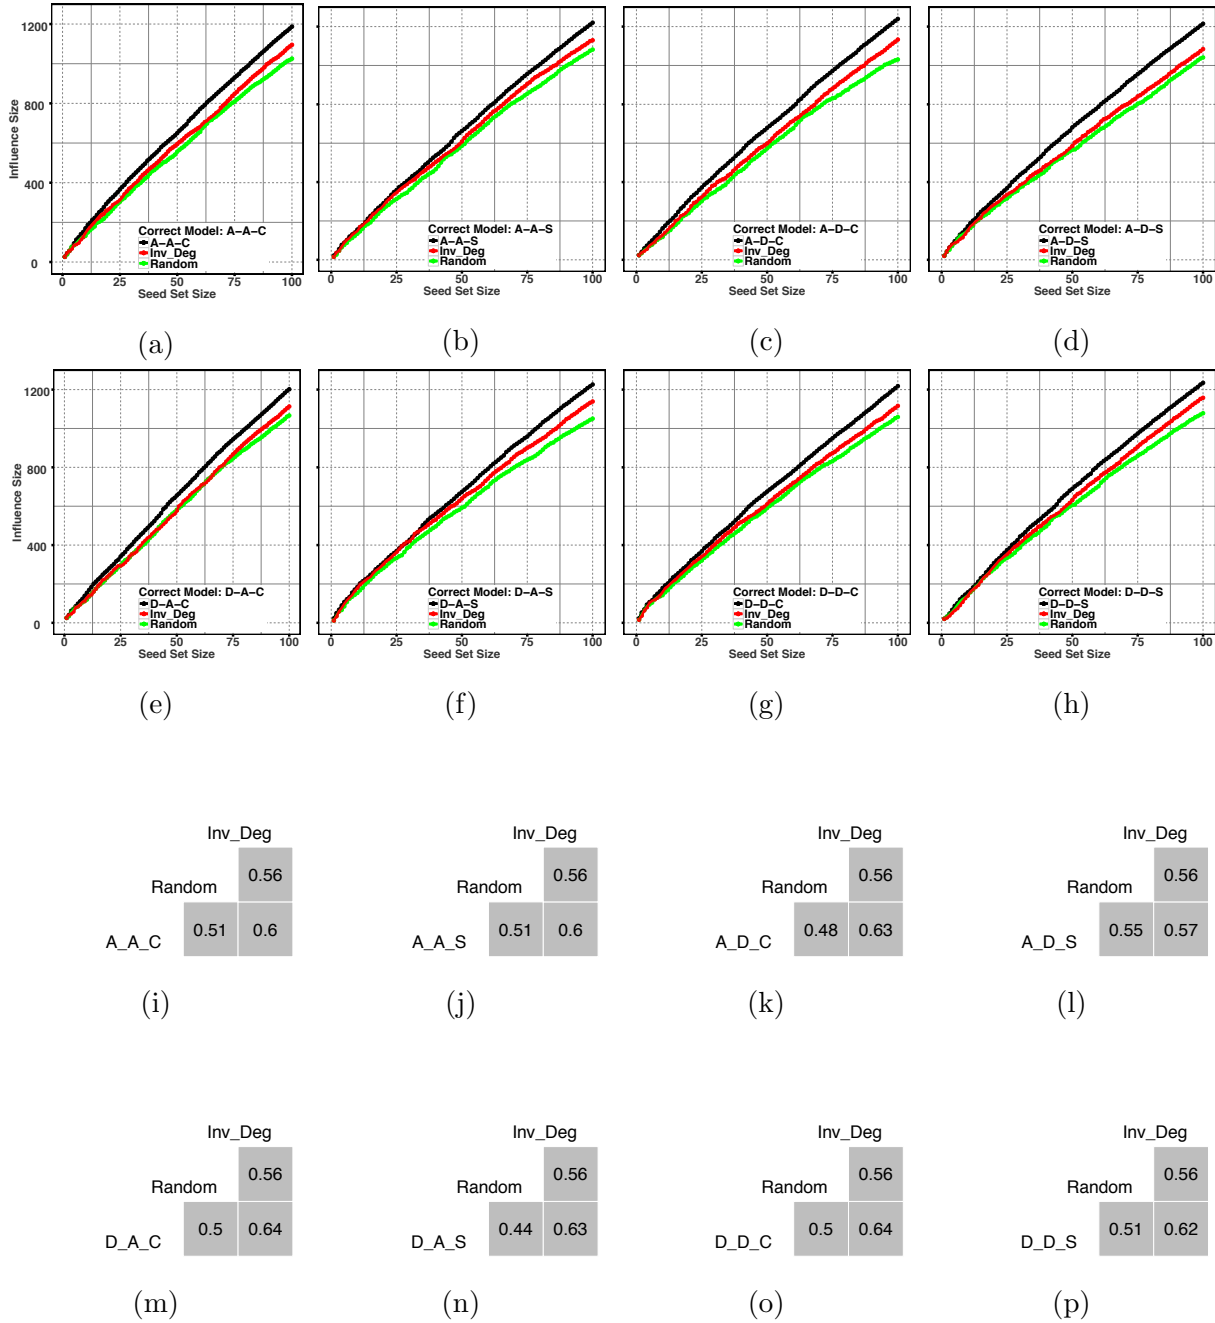 1200
800
400
0
Influence Size
Correct Model: A−A−C
A−A−C
Inv_Deg
Random
0 25 50 75 100
Seed Set Size
Correct Model: A−A−S
A−A−S
Inv_Deg
Random
0 25 50 75 100
Seed Set Size
Correct Model: A−D−C
A−D−C
Inv_Deg
Random
0 25 50 75 100
Seed Set Size
Correct Model: A−D−S
A−D−S
Inv_Deg
Random
0 25 50 75 100
Seed Set Size
(a) (b) (c) (d)
1200
800
400
0
Influence Size
Correct Model: D−A−C
D−A−C
Inv_Deg
Random
0 25 50 75 100
Seed Set Size
Correct Model: D−A−S
D−A−S
Inv_Deg
Random
0 25 50 75 100
Seed Set Size
Correct Model: D−D−C
D−D−C
Inv_Deg
Random
0 25 50 75 100
Seed Set Size
Correct Model: D−D−S
D−D−S
Inv_Deg
Random
0 25 50 75 100
Seed Set Size
(e) (f) (g) (h)
Inv_Deg
0.56
Random
0.51 0.6
A_A_C
Inv_Deg
0.56
Random
0.51 0.6
A_A_S
Inv_Deg
0.56
Random
0.48 0.63
A_D_C
Inv_Deg
0.56
Random
0.55 0.57
A_D_S
(i) (j) (k) (l)
Inv_Deg
0.56
Random
0.5 0.64
D_A_C
Inv_Deg
0.56
Random
0.44 0.63
D_A_S
Inv_Deg
0.56
Random
0.5 0.64
D_D_C
Inv_Deg
0.56
Random
0.51 0.62
D_D_S
(m) (n) (o) (p)